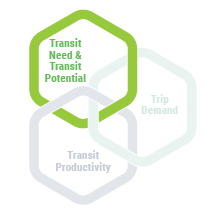 Transit
Need &
Transit
Potential
Trip
Demand
Transit
Productivity